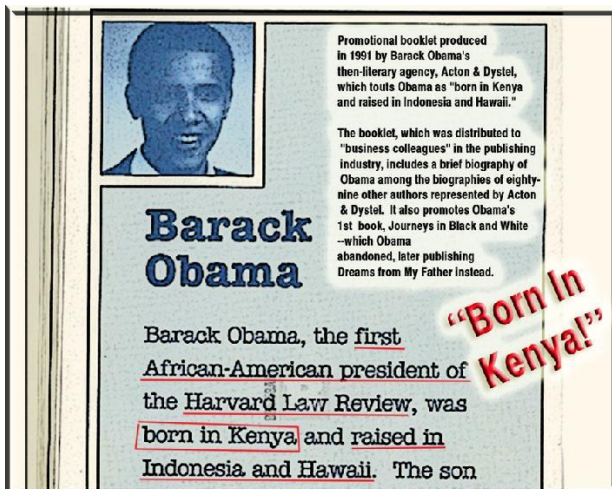 Promotional booklet produced
in 1991 by Barack Obama's
then-literary agency, Acton & Dystel,
which touts Obama as "born in Kenya
and raised in Indonesia and Hawaii."
The booklet, which was distributed to
"business colleagues" in the publishing
industry, includes a brief biography of
Obama among the biographies of eighty-
nine other authors represented by Acton
& Dystel. It also promotes Obama's
1st book, Journeys in Black and White
--which Obama
abandoned, later publishing
Dreams from My Father instead.
Barack
Obama
"Born In
Kenya!"
Barack Obama, the first
African-American president of
the Harvard Law Review, was
born in Kenya and raised in
Indonesia and Hawaii. The son